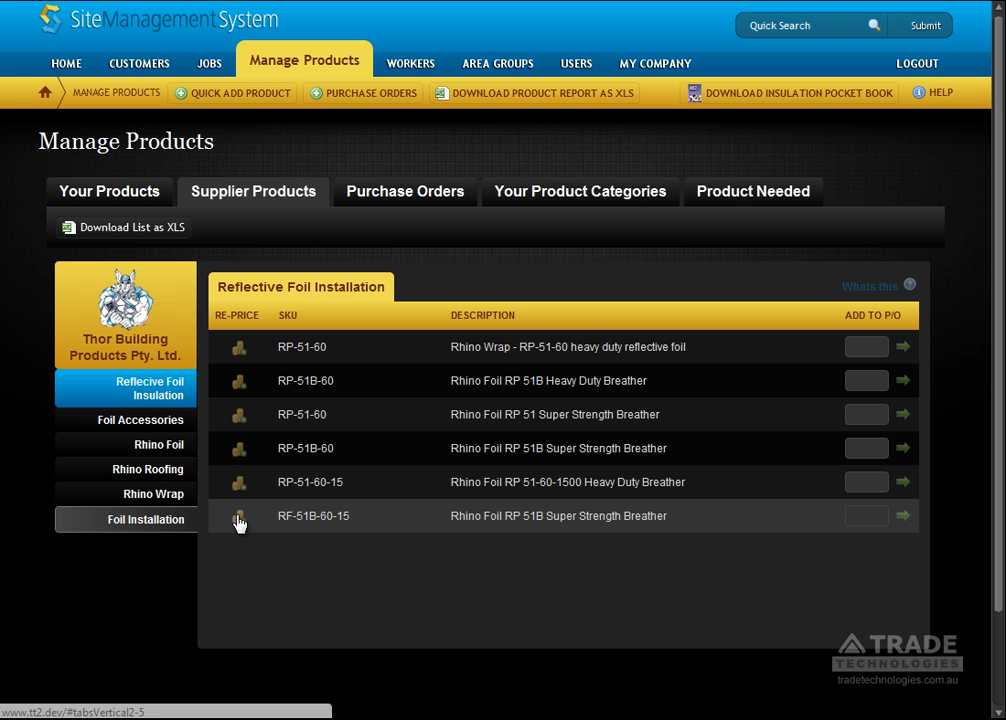 SiteManagementSystem
Quick Search
Submit
HOME
CUSTOMERS
JOBS
Manage Products
WORKERS
AREA GROUPS
USERS
MY COMPANY
LOGOUT
MANAGE PRODUCTS
QUICK ADD PRODUCT
PURCHASE ORDERS
DOWNLOAD PRODUCT REPORT AS XLS
DOWNLOAD INSULATION POCKET BOOK
HELP
Manage Products
Your Products
Supplier Products
Purchase Orders
Your Product Categories
Product Needed
Download List as XLS
Thor Building
Products Pty. Ltd.
Reflecive Foil
Insulation
Foil Accessories
Rhino Foil
Rhino Roofing
Rhino Wrap
Foil Installation
Reflective Foil Installation
Whats this
RE-PRICE SKU DESCRIPTION ADD TO P/O
RP-51-60 Rhino Wrap - RP-51-60 heavy duty reflective foil
RP-51B-60 Rhino Foil RP 51B Heavy Duty Breather
RP-51-60 Rhino Foil RP 51 Super Strength Breather
RP-51B-60 Rhino Foil RP 51B Super Strength Breather
RP-51-60-15 Rhino Foil RP 51-60-1500 Heavy Duty Breather
RF-51B-60-15 Rhino Foil RP 51B Super Strength Breather
TRADE
TECHNOLOGIES
tradetechnologies.com.au
www.tt2.dev/#tabsVertical2-5